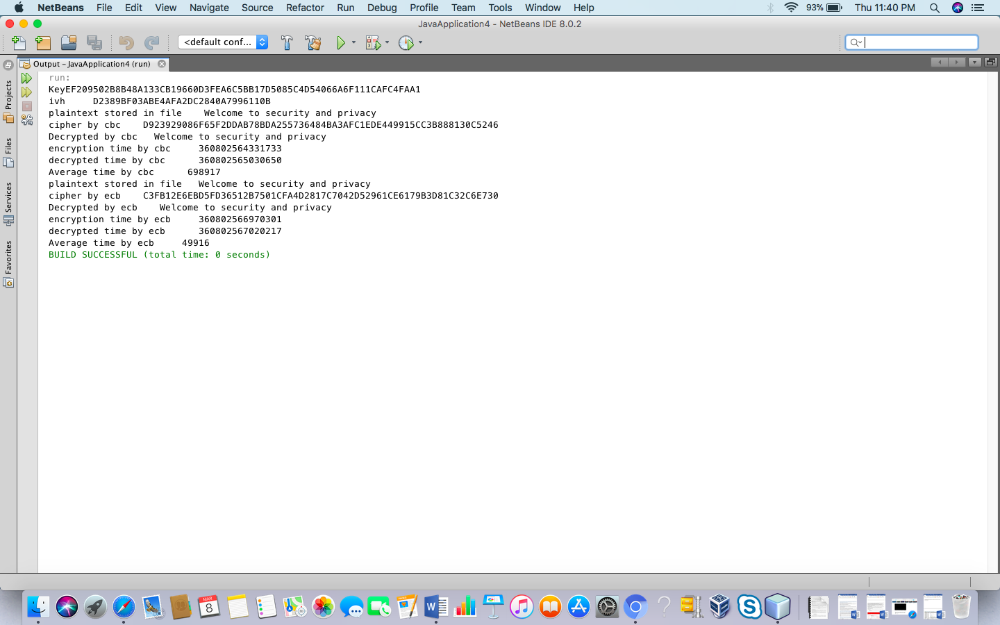 NetBeans File Edit View Navigate Source Refactor Run Debug Profile Team Tools Window Help 93% Thu 11:40 PM
JavaApplication4 - NetBeans IDE 8.0.2
<default conf...
Output - JavaApplication4 (run)
Projects
Files
Services
Favorites
run:
KeyEF209502B8B48A133CB19660D3FEA6C5BB17D5085C4D54066A6F111CAFC4FAA1
ivh D2389BF03ABE4AFA2DC2840A7996110B
plaintext stored in file Welcome to security and privacy
cipher by cbc D923929086F65F2DDAB78BDA255736484BA3AFC1EDE449915CC3B888130C5246
Decrypted by cbc Welcome to security and privacy
encryption time by cbc 360802564331733
decrypted time by cbc 360802565030650
Average time by cbc 698917
plaintext stored in file Welcome to security and privacy
cipher by ecb C3FB12E6EBD5FD36512B7501CFA4D2817C7042D52961CE6179B3D81C32C6E730
Decrypted by ecb Welcome to security and privacy
encryption time by ecb 360802566970301
decrypted time by ecb 360802567020217
Average time by ecb 49916
BUILD SUCCESSFUL (total time: 0 seconds)
MAR
8